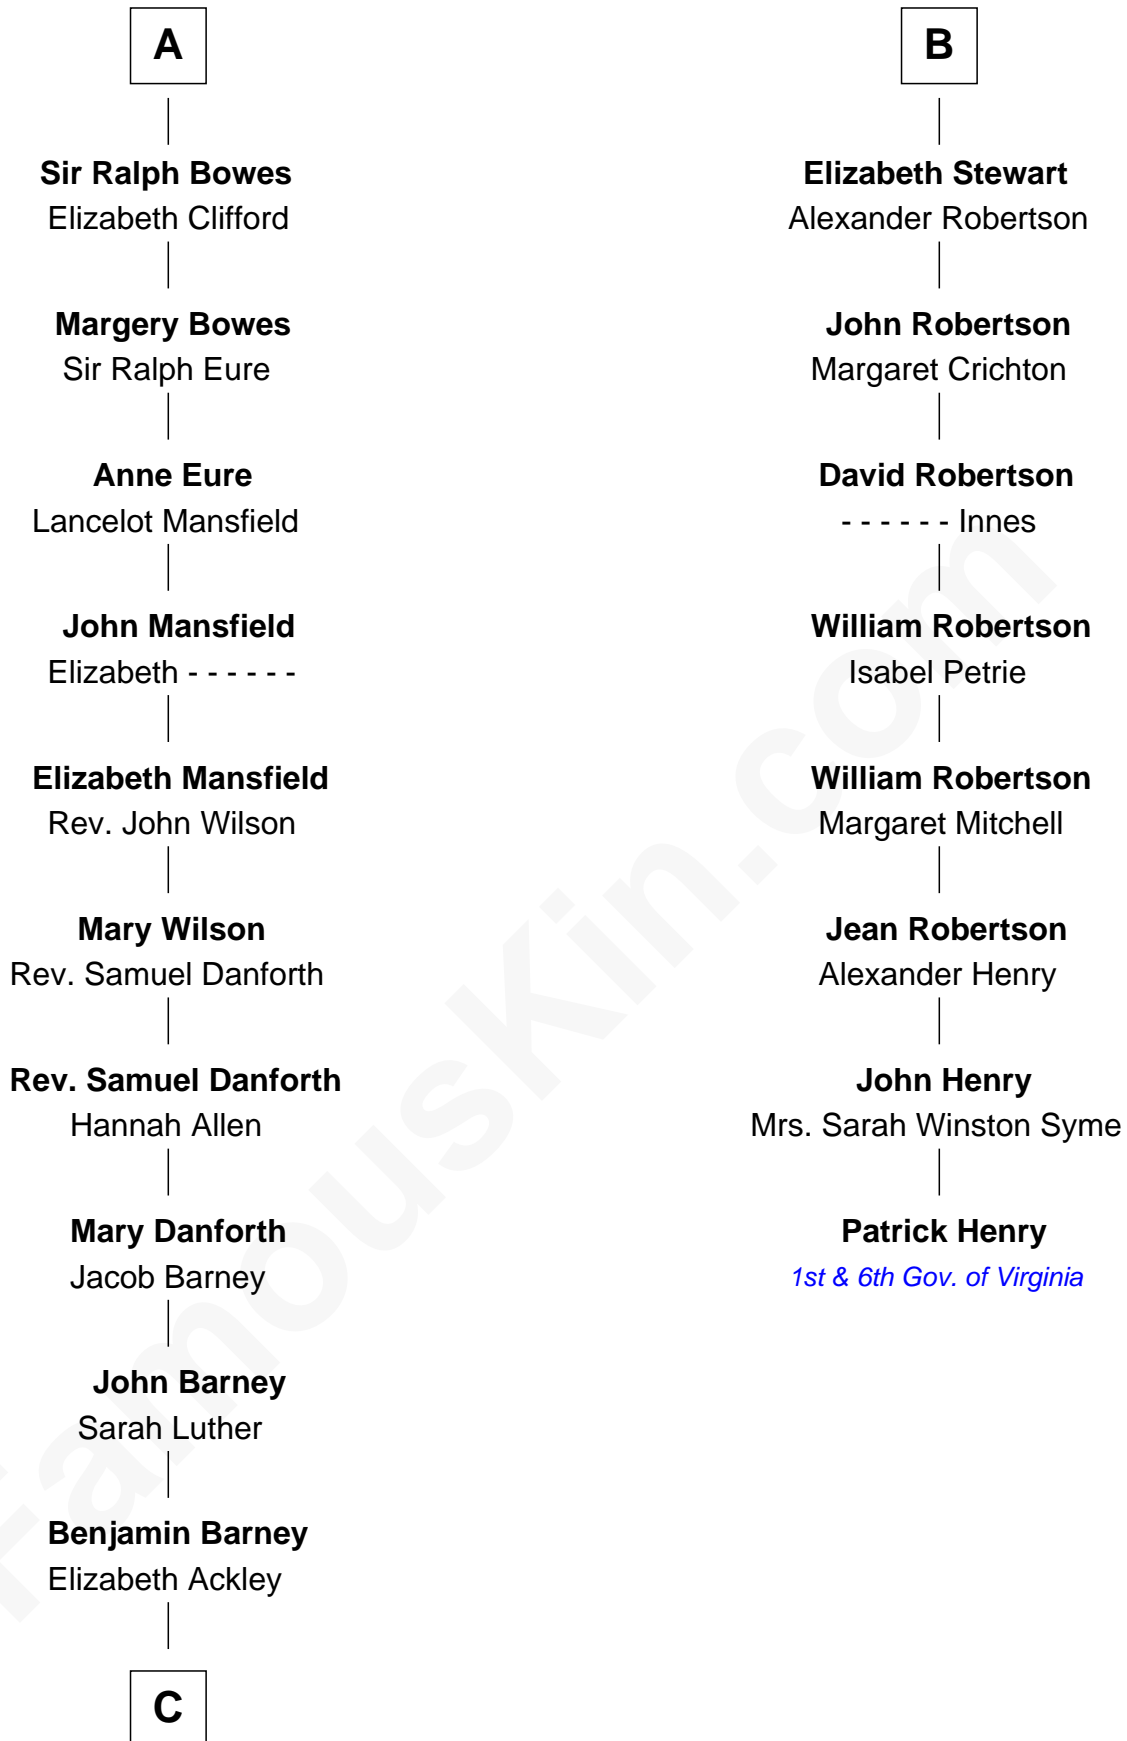 A
Sir Ralph Bowes
Elizabeth Clifford
Margery Bowes
Sir Ralph Eure
Anne Eure
Lancelot Mansfield
John Mansfield
Elizabeth - - - - - -
Elizabeth Mansfield
Rev. John Wilson
Mary Wilson
Rev. Samuel Danforth
Rev. Samuel Danforth
Hannah Allen
Mary Danforth
Jacob Barney
John Barney
Sarah Luther
Benjamin Barney
Elizabeth Ackley
C
B
Elizabeth Stewart
Alexander Robertson
John Robertson
Margaret Crichton
David Robertson
- - - - - - Innes
William Robertson
Isabel Petrie
William Robertson
Margaret Mitchell
Jean Robertson
Alexander Henry
John Henry
Mrs. Sarah Winston Syme
Patrick Henry
1st & 6th Gov. of Virginia
FamousKin.com